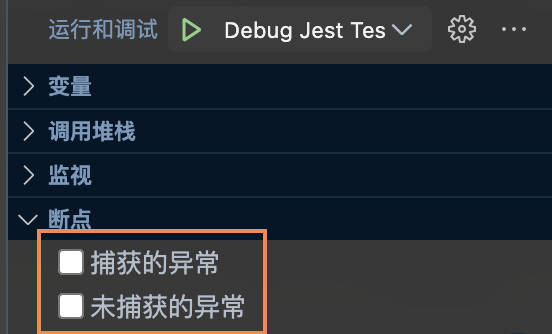 运行和调试 Debug Jest Tes
变量
调用堆栈
监视
断点
捕获的异常
未捕获的异常